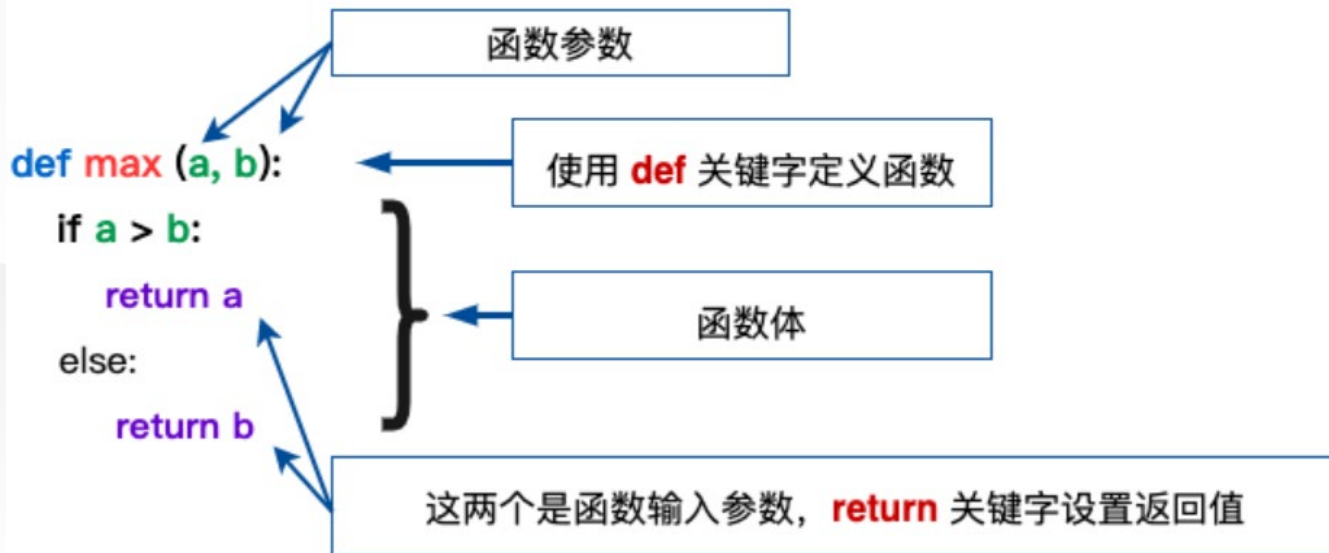 函数参数
def max (a, b):
使用 def 关键字定义函数
if a > b:
return a
函数体
else:
return b
这两个是函数输入参数，return 关键字设置返回值